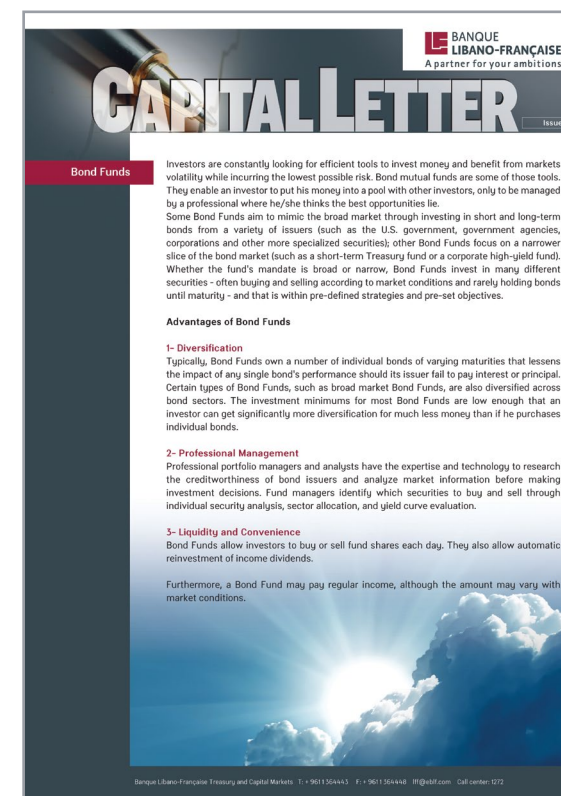 BANQUE
LIBANO-FRANÇAISE
A partner for your ambitions
CAPITAL LETTER
Issue
Bond Funds
Investors are constantly looking for efficient tools to invest money and benefit from markets
volatility while incurring the lowest possible risk. Bond mutual funds are some of those tools.
They enable an investor to put his money into a pool with other investors, only to be managed
by a professional where he/she thinks the best opportunities lie.
Some Bond Funds aim to mimic the broad market through investing in short and long-term
bonds from a variety of issuers (such as the U.S. government, government agencies,
corporations and other more specialized securities); other Bond Funds focus on a narrower
slice of the bond market (such as a short-term Treasury fund or a corporate high-yield fund).
Whether the fund's mandate is broad or narrow, Bond Funds invest in many different
securities - often buying and selling according to market conditions and rarely holding bonds
until maturity - and that is within pre-defined strategies and pre-set objectives.
Advantages of Bond Funds
1- Diversification
Typically, Bond Funds own a number of individual bonds of varying maturities that lessens
the impact of any single bond's performance should its issuer fail to pay interest or principal.
Certain types of Bond Funds, such as broad market Bond Funds, are also diversified across
bond sectors. The investment minimums for most Bond Funds are low enough that an
investor can get significantly more diversification for much less money than if he purchases
individual bonds.
2- Professional Management
Professional portfolio managers and analysts have the expertise and technology to research
the creditworthiness of bond issuers and analyze market information before making
investment decisions. Fund managers identify which securities to buy and sell through
individual security analysis, sector allocation, and yield curve evaluation.
3- Liquidity and Convenience
Bond Funds allow investors to buy or sell fund shares each day. They also allow automatic
reinvestment of income dividends.
Furthermore, a Bond Fund may pay regular income, although the amount may vary with
market conditions.
Banque Libano-Française Treasury and Capital Markets T: + 961 1 364443 F: + 961 1 364448 lff@eblf.com Call center: 1272